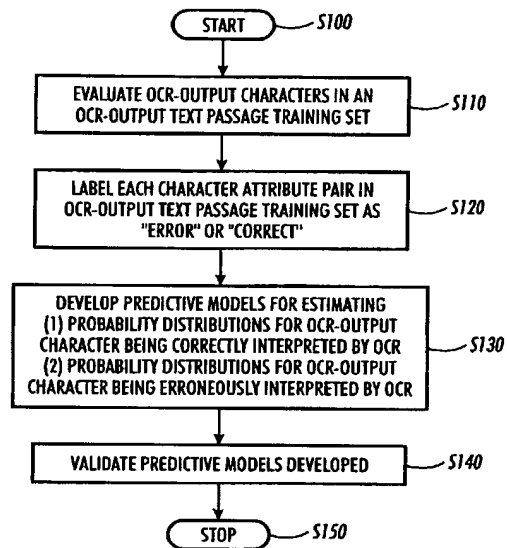 START
S100
EVALUATE OCR-OUTPUT CHARACTERS IN AN
OCR-OUTPUT TEXT PASSAGE TRAINING SET
S110
LABEL EACH CHARACTER ATTRIBUTE PAIR IN
OCR-OUTPUT TEXT PASSAGE TRAINING SET AS
"ERROR" OR "CORRECT"
S120
DEVELOP PREDICTIVE MODELS FOR ESTIMATING
(1) PROBABILITY DISTRIBUTIONS FOR OCR-OUTPUT
CHARACTER BEING CORRECTLY INTERPRETED BY OCR
(2) PROBABILITY DISTRIBUTIONS FOR OCR-OUTPUT
CHARACTER BEING ERRONEOUSLY INTERPRETED BY OCR
S130
VALIDATE PREDICTIVE MODELS DEVELOPED
S140
STOP
S150